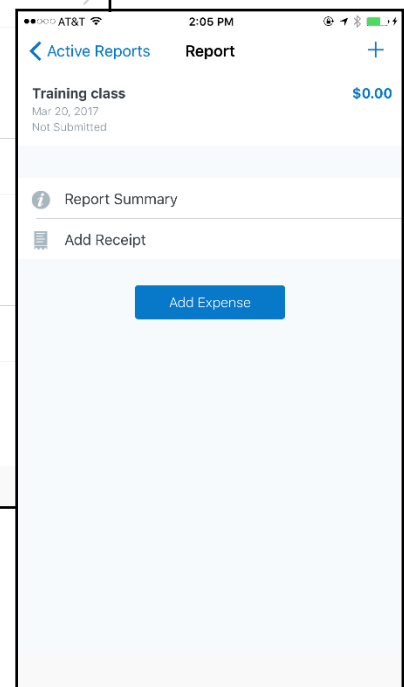 AT&T 2:05 PM
Active Reports Report +
Training class $0.00
Mar 20, 2017
Not Submitted
Report Summary
Add Receipt
Add Expense